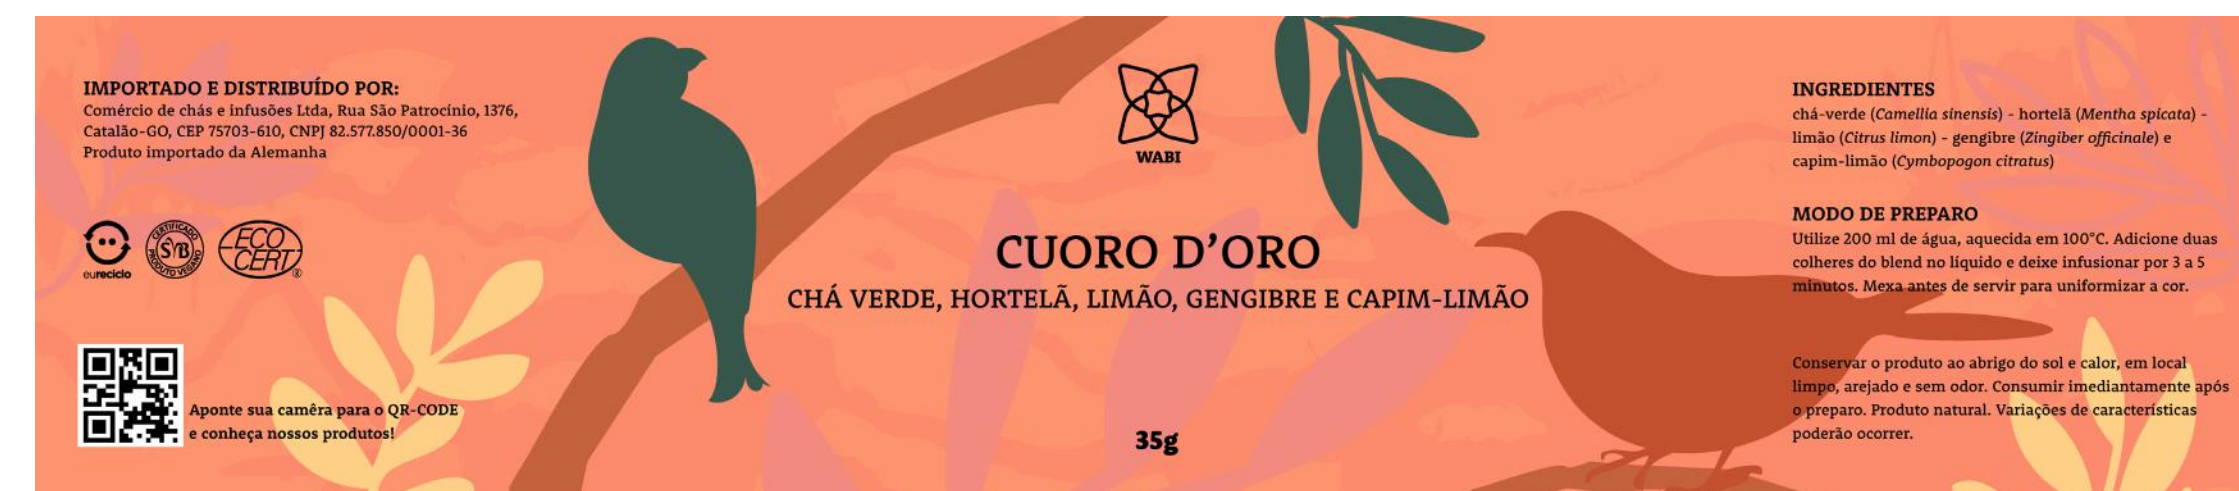 IMPORTADO E DISTRIBUÍDO POR:
Comércio de chás e infusões Ltda, Rua São Patrocínio, 1376,
Catalão-GO, CEP 75703-610, CNPJ 82.577.850/0001-36
Produto importado da Alemanha
eureciclo
CERTIFICADO
SVB
PRODUTO VEGANO
ECO
CERT
®
Aponte sua camêra para o QR-CODE
e conheça nossos produtos!
WABI
CUORO D’ORO
CHÁ VERDE, HORTELÃ, LIMÃO, GENGIBRE E CAPIM-LIMÃO
35g
INGREDIENTES
chá-verde (Camellia sinensis) - hortelã (Mentha spicata) -
limão (Citrus limon) - gengibre (Zingiber officinale) e
capim-limão (Cymbopogon citratus)
MODO DE PREPARO
Utilize 200 ml de água, aquecida em 100°C. Adicione duas
colheres do blend no líquido e deixe infusionar por 3 a 5
minutos. Mexa antes de servir para uniformizar a cor.
Conservar o produto ao abrigo do sol e calor, em local
limpo, arejado e sem odor. Consumir imediantamente após
o preparo. Produto natural. Variações de características
poderão ocorrer.